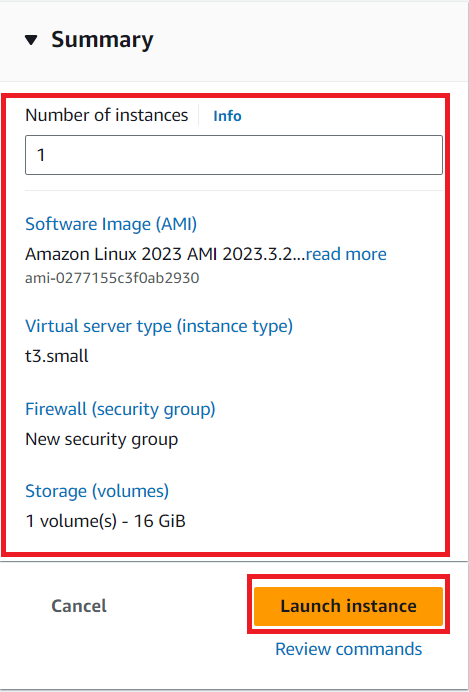 Summary
Number of instances Info
1
Software Image (AMI)
Amazon Linux 2023 AMI 2023.3.2...read more
ami-0277155c3f0ab2930
Virtual server type (instance type)
t3.small
Firewall (security group)
New security group
Storage (volumes)
1 volume(s) - 16 GiB
Cancel Launch instance
Review commands